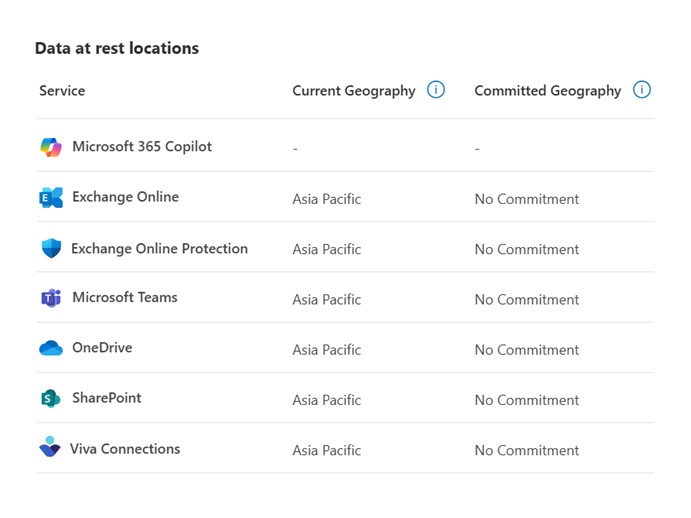 Data at rest locations
Service Current Geography Committed Geography
Microsoft 365 Copilot - -
Exchange Online Asia Pacific No Commitment
Exchange Online Protection Asia Pacific No Commitment
Microsoft Teams Asia Pacific No Commitment
OneDrive Asia Pacific No Commitment
SharePoint Asia Pacific No Commitment
Viva Connections Asia Pacific No Commitment